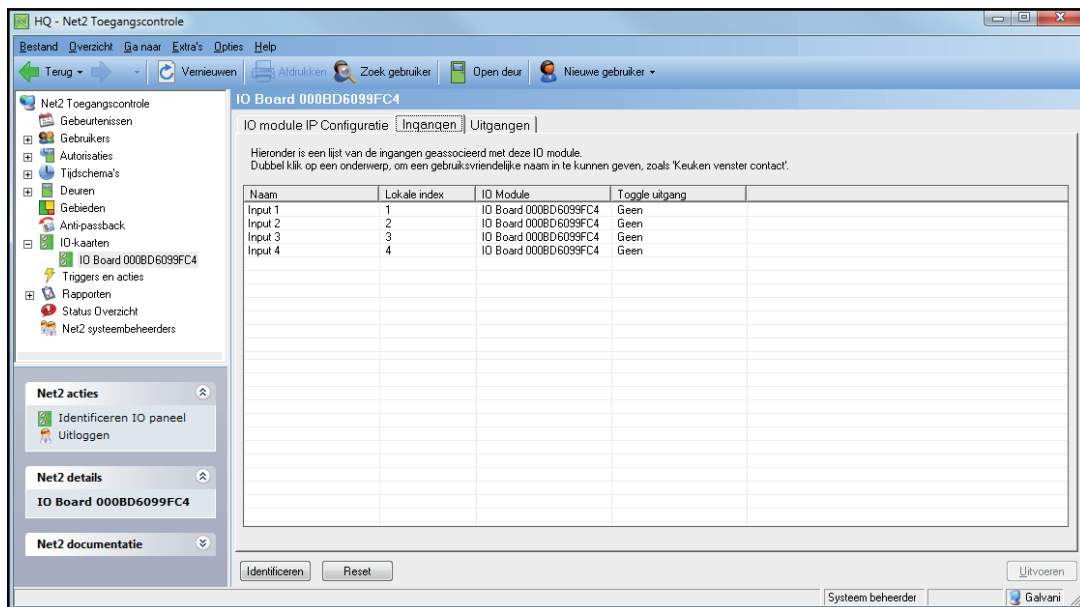 HQ - Net2 Toegangscontrole
Bestand Overzicht Ga naar Extra's Opties Help
Terug Vernieuwen Afdrukken Zoek gebruiker Open deur Nieuwe gebruiker
Net2 Toegangscontrole
Gebeurtenissen
Gebruikers
Autorisaties
Tijdschema's
Deuren
Gebieden
Anti-passback
IO-kaarten
IO Board 000BD6099FC4
Triggers en acties
Rapporten
Status Overzicht
Net2 systeembeheerders
Net2 acties
Identificeren IO paneel
Uitloggen
Net2 details
IO Board 000BD6099FC4
Net2 documentatie
IO Board 000BD6099FC4
IO module IP Configuratie Ingangen Uitgangen
Hieronder is een lijst van de ingangen geassocieerd met deze IO module.
Dubbel klik op een onderwerp, om een gebruiksvriendelijke naam in te kunnen geven, zoals 'Keuken venster contact'.
Naam Lokale index IO Module Toggle uitgang
Input 1 1 IO Board 000BD6099FC4 Geen
Input 2 2 IO Board 000BD6099FC4 Geen
Input 3 3 IO Board 000BD6099FC4 Geen
Input 4 4 IO Board 000BD6099FC4 Geen
Identificeren Reset Uitvoeren
Systeem beheerder Galvani